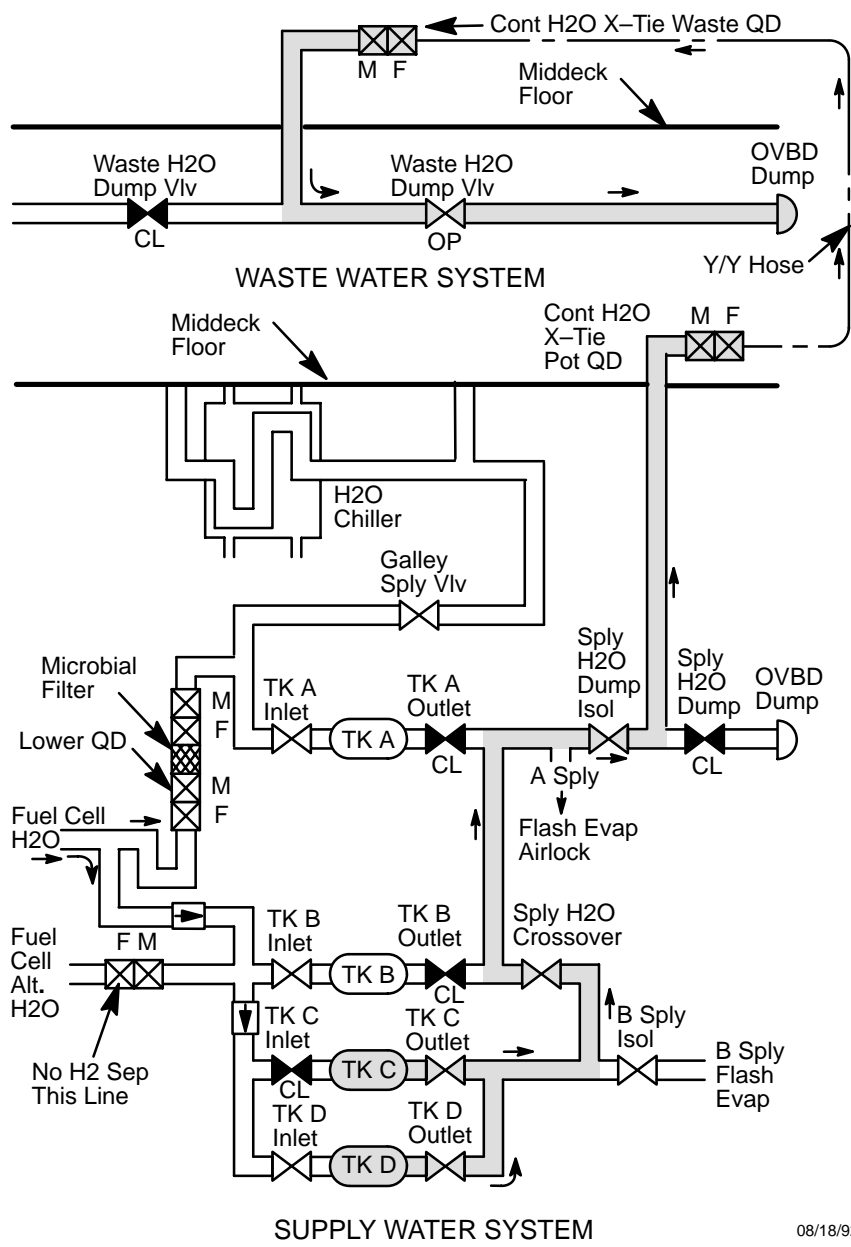 Cont H2O X–Tie Waste QD
M F
Middeck
Floor
Waste H2O
Dump Vlv
CL
Waste H2O
Dump Vlv
OP
OVBD
Dump
Y/Y Hose
WASTE WATER SYSTEM
Middeck
Floor
Cont H2O
X–Tie
Pot QD
M F
H2O
Chiller
Galley
Sply Vlv
Microbial
Filter
Lower QD
M
F
M
F
TK A
Inlet
TK A
TK A
Outlet
CL
Sply
H2O
Dump
Isol
Sply
H2O
Dump
CL
OVBD
Dump
A Sply
Flash Evap
Airlock
Fuel Cell
H2O
Fuel
Cell
Alt.
H2O
F M
No H2 Sep
This Line
TK B
Inlet
TK B
TK B
Outlet
CL
Sply H2O
Crossover
TK C
Inlet
CL
TK C
TK C
Outlet
B Sply
Isol
B Sply
Flash
Evap
TK D
Inlet
TK D
TK D
Outlet
SUPPLY WATER SYSTEM
08/18/9